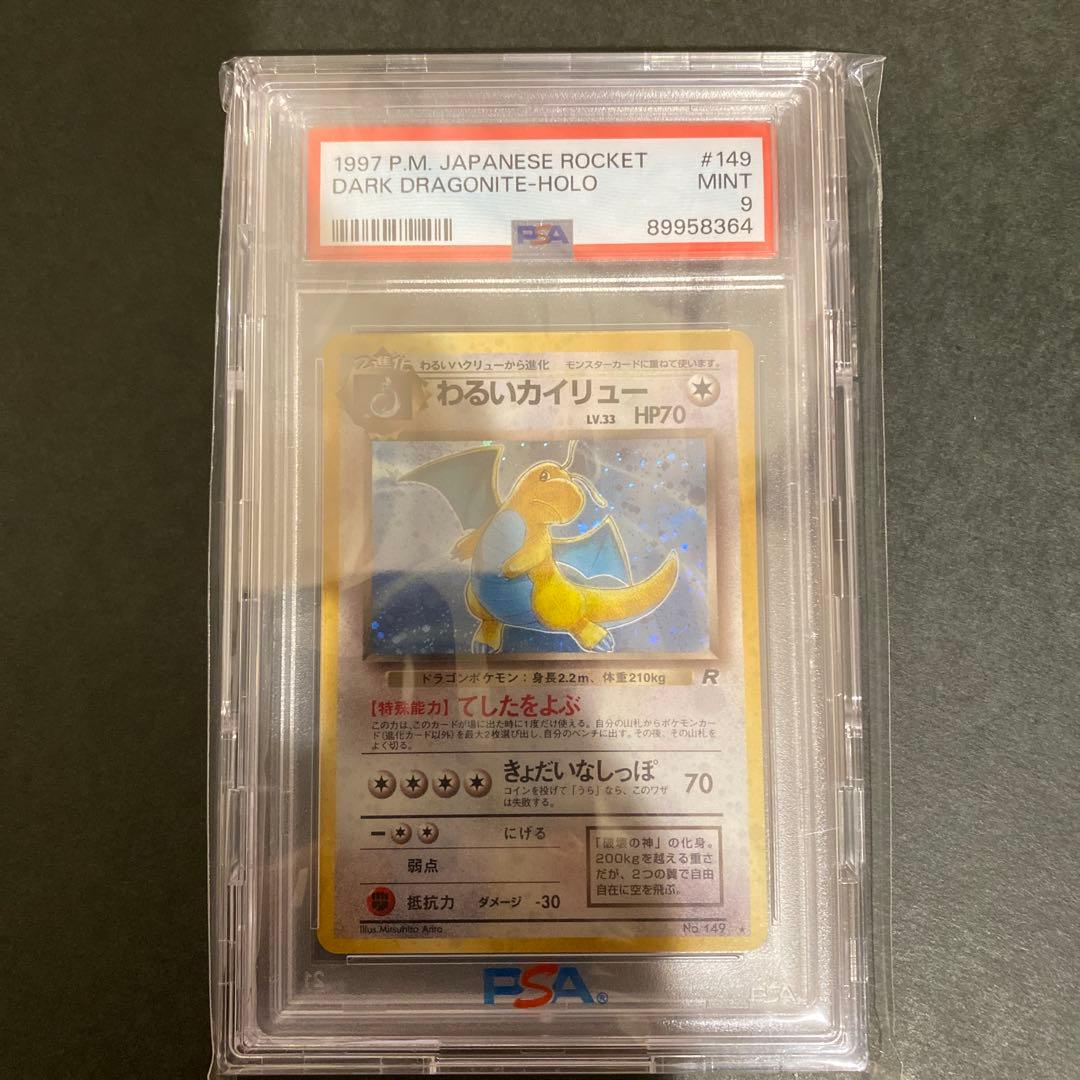 1997 P.M. JAPANESE ROCKET #149
DARK DRAGONITE-HOLO MINT
9
PSA 89958364
2進化 わるいハクリューから進化 モンスターカードに重ねて使います。
わるいカイリュー
LV.33 HP70
ドラゴンポケモン：身長2.2m、体重210kg R
【特殊能力】てしたをよぶ
この力は、このカードが場に出た時に1度だけ使える。自分の山札からポケモンカー
ド(進化カード以外)を最大2枚選び出し、自分のベンチに出す。その後、その山札を
よく切る。
きょだいなしっぽ 70
コインを投げて「うら」なら、このワザ
は失敗する。
にげる
弱点
抵抗力 ダメージ -30
「破壊の神」の化身。
200kgを越える重さ
だが、2つの翼で自由
自在に空を飛ぶ。
Illus. Mitsuhiro Arita No. 149 ★
PSA®
PSA
21